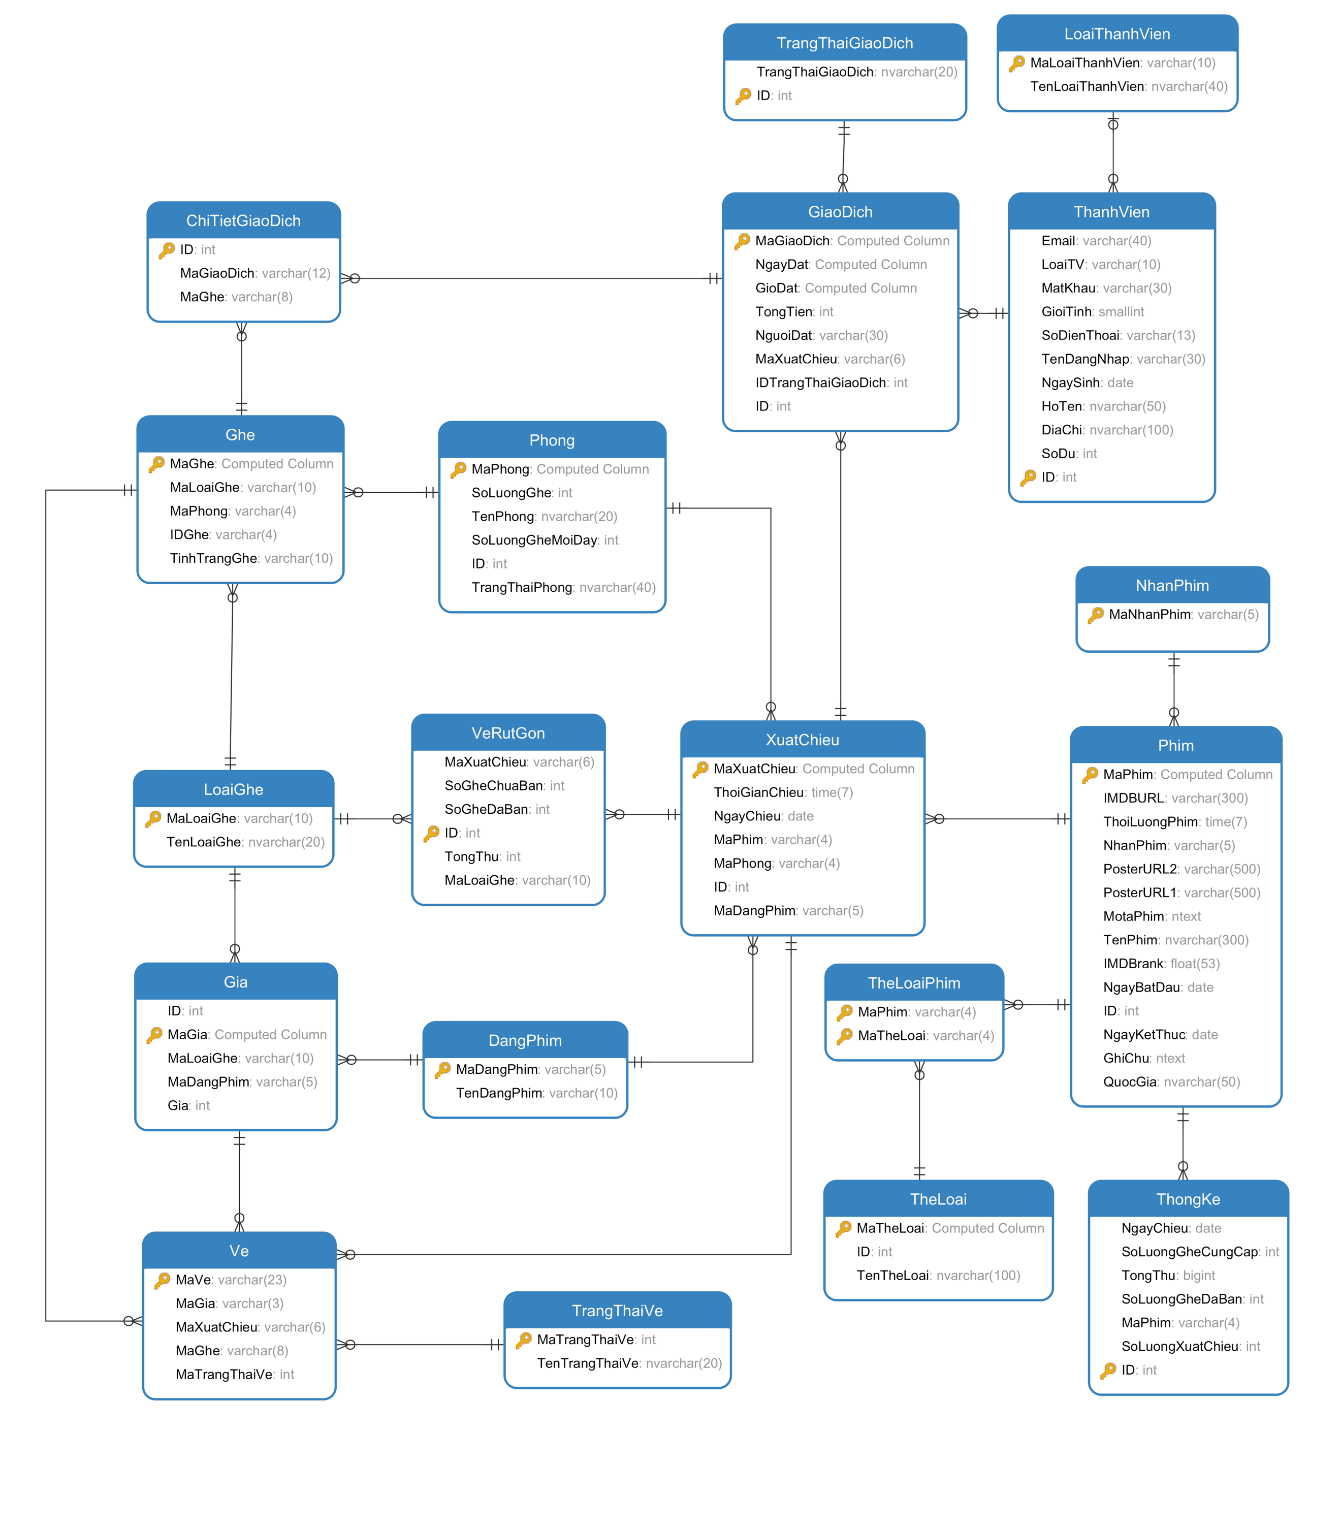 TrangThaiGiaoDich
TrangThaiGiaoDich: nvarchar(20)
ID: int
LoaiThanhVien
MaLoaiThanhVien: varchar(10)
TenLoaiThanhVien: nvarchar(40)
ChiTietGiaoDich
ID: int
MaGiaoDich: varchar(12)
MaGhe: varchar(8)
GiaoDich
MaGiaoDich: Computed Column
NgayDat: Computed Column
GioDat: Computed Column
TongTien: int
NguoiDat: varchar(30)
MaXuatChieu: varchar(6)
IDTrangThaiGiaoDich: int
ID: int
ThanhVien
Email: varchar(40)
LoaiTV: varchar(10)
MatKhau: varchar(30)
GioiTinh: smallint
SoDienThoai: varchar(13)
TenDangNhap: varchar(30)
NgaySinh: date
HoTen: nvarchar(50)
DiaChi: nvarchar(100)
SoDu: int
ID: int
Ghe
MaGhe: Computed Column
MaLoaiGhe: varchar(10)
MaPhong: varchar(4)
IDGhe: varchar(4)
TinhTrangGhe: varchar(10)
Phong
MaPhong: Computed Column
SoLuongGhe: int
TenPhong: nvarchar(20)
SoLuongGheMoiDay: int
ID: int
TrangThaiPhong: nvarchar(40)
NhanPhim
MaNhanPhim: varchar(5)
VeRutGon
MaXuatChieu: varchar(6)
SoGheChuaBan: int
SoGheDaBan: int
ID: int
TongThu: int
MaLoaiGhe: varchar(10)
XuatChieu
MaXuatChieu: Computed Column
ThoiGianChieu: time(7)
NgayChieu: date
MaPhim: varchar(4)
MaPhong: varchar(4)
ID: int
MaDangPhim: varchar(5)
Phim
MaPhim: Computed Column
IMDBURL: varchar(300)
ThoiLuongPhim: time(7)
NhanPhim: varchar(5)
PosterURL2: varchar(500)
PosterURL1: varchar(500)
MotaPhim: ntext
TenPhim: nvarchar(300)
IMDBrank: float(53)
NgayBatDau: date
ID: int
NgayKetThuc: date
GhiChu: ntext
QuocGia: nvarchar(50)
LoaiGhe
MaLoaiGhe: varchar(10)
TenLoaiGhe: nvarchar(20)
Gia
ID: int
MaGia: Computed Column
MaLoaiGhe: varchar(10)
MaDangPhim: varchar(5)
Gia: int
DangPhim
MaDangPhim: varchar(5)
TenDangPhim: varchar(10)
TheLoaiPhim
MaPhim: varchar(4)
MaTheLoai: varchar(4)
TheLoai
MaTheLoai: Computed Column
ID: int
TenTheLoai: nvarchar(100)
ThongKe
NgayChieu: date
SoLuongGheCungCap: int
TongThu: bigint
SoLuongGheDaBan: int
MaPhim: varchar(4)
SoLuongXuatChieu: int
ID: int
Ve
MaVe: varchar(23)
MaGia: varchar(3)
MaXuatChieu: varchar(6)
MaGhe: varchar(8)
MaTrangThaiVe: int
TrangThaiVe
MaTrangThaiVe: int
TenTrangThaiVe: nvarchar(20)